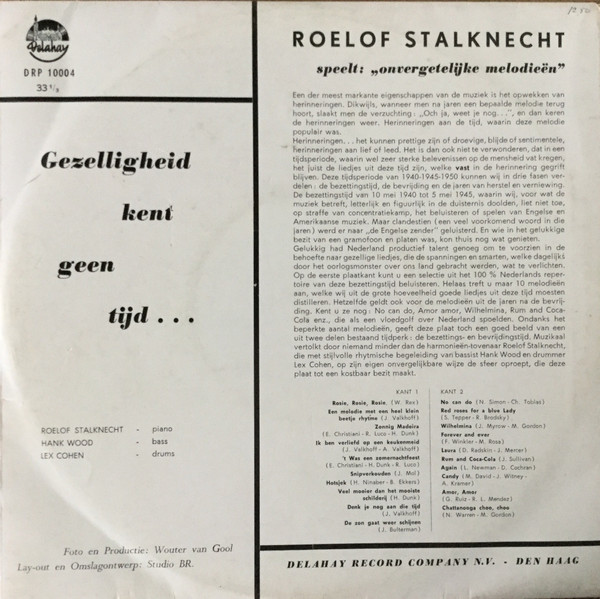 Delahay
DRP 10004
33 1/3
Gezelligheid
kent
geen
tijd . . .
ROELOF STALKNECHT - piano
HANK WOOD - bass
LEX COHEN - drums
Foto en Productie: Wouter van Gool
Lay-out en Omslagontwerp: Studio BR.
ROELOF STALKNECHT
speelt: „onvergetelijke melodieën”
Een der meest markante eigenschappen van de muziek is het opwekken van
herinneringen. Dikwijls, wanneer men na jaren een bepaalde melodie terug
hoort, slaakt men de verzuchting: „Och ja, weet je nog. . .”, en dan keren
de herinneringen weer. Herinneringen aan de tijd, waarin deze melodie
populair was.
Herinneringen. . . het kunnen prettige zijn of droevige, blijde of sentimentele,
herinneringen aan lief of leed. Het is dan ook niet te verwonderen, dat in een
tijdsperiode, waarin wel zeer sterke belevenissen op de mensheid vat kregen,
het juist de liedjes uit deze tijd zijn, welke vast in de herinnering gegrift
blijven. Deze tijdsperiode van 1940-1945-1950 kunnen wij in drie fasen ver-
delen: de bezettingstijd, de bevrijding en de jaren van herstel en vernieuwing.
De bezettingstijd van 10 mei 1940 tot 5 mei 1945, waarin wij, voor wat de
muziek betreft, letterlijk en figuurlijk in de duisternis doolden, liet niet toe,
op straffe van concentratiekamp, het beluisteren of spelen van Engelse en
Amerikaanse muziek. Maar clandestien (een veel voorkomend woord in die
jaren) werd er naar „de Engelse zender” geluisterd. En wie in het gelukkige
bezit van een gramofoon en platen was, kon thuis nog wat genieten.
Gelukkig had Nederland productief talent genoeg om te voorzien in de
behoefte naar gezellige liedjes, die de spanningen en smarten, welke dagelijks
door het oorlogsmonster over ons land gebracht werden, wat te verlichten.
Op de eerste plaatkant kunt u een selectie uit het 100 % Nederlands reper-
toire van deze bezettingstijd beluisteren. Helaas treft u maar 10 melodieën
aan, welke wij uit de grote hoeveelheid goede liedjes uit deze tijd moesten
distilleren. Hetzelfde geldt ook voor de melodieën uit de jaren na de bevrij-
ding. Kent u ze nog: No can do, Amor amor, Wilhelmina, Rum and Coca-
Cola enz., die als een vloedgolf over Nederland spoelden. Ondanks het
beperkte aantal melodieën, geeft deze plaat toch een goed beeld van een
uit twee delen bestaand tijdperk: de bezettings- en bevrijdingstijd. Muzikaal
vertolkt door niemand minder dan de harmonieën-tovenaar Roelof Stalknecht,
die met stijlvolle rhytmische begeleiding van bassist Hank Wood en drummer
Lex Cohen, op zijn eigen onvergelijkbare wijze de sfeer oproept, die deze
plaat tot een kostbaar bezit maakt.
KANT 1
Rosie, Rosie, Rosie. (W. Rex)
Een melodie met een heel klein
beetje rhytme (J. Valkhoff)
Zonnig Madeira
(E. Christiani - R. Luco - H. Dunk)
Ik ben verliefd op een keukenmeid
(J. Valkhoff - A. Valkhoff)
't Was een zomernachtfeest
(E. Christiani - H. Dunk - R. Luco)
Snipverkouden (J. Mol)
Hotsjek (H. Ninaber - B. Ekkers)
Veel mooier dan het mooiste
schilderij (H. Dunk)
Denk je nog aan die tijd
(J. Valkhoff)
De zon gaat weer schijnen
(J. Bulterman)
KANT 2
No can do (N. Simon - Ch. Tobias)
Red roses for a blue Lady
(S. Tepper - R. Brodsky)
Wilhelmina (J. Myrow - M. Gordon)
Forever and over
(F. Winkler - M. Rosa)
Laura (D. Radskin - J. Mercer)
Rum and Coca-Cola (J. Sullivan)
Again (L. Newman - D. Cochran)
Candy (M. David - J. Witney -
A. Kramer)
Amor, Amor
(G. Ruiz - R. L. Mendez)
Chattanooga choo, choo
(N. Warren - M. Gordon)
DELAHAY RECORD COMPANY N.V. - DEN HAAG